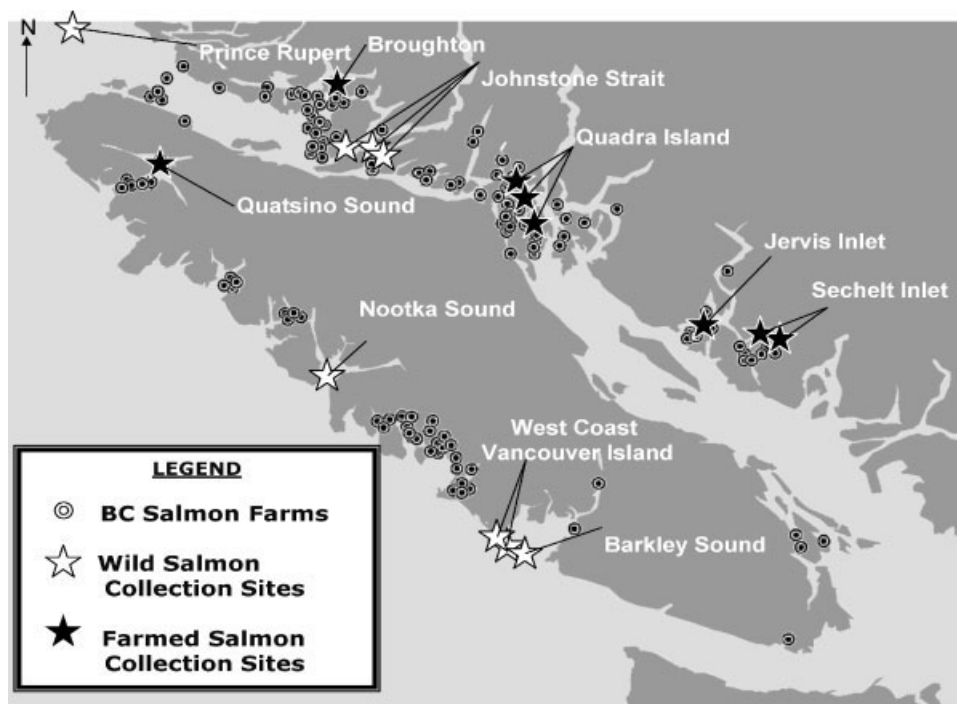 N
Prince Rupert
Broughton
Johnstone Strait
Quadra Island
Quatsino Sound
Jervis Inlet
Sechelt Inlet
Nootka Sound
West Coast
Vancouver Island
Barkley Sound
LEGEND
BC Salmon Farms
Wild Salmon
Collection Sites
Farmed Salmon
Collection Sites